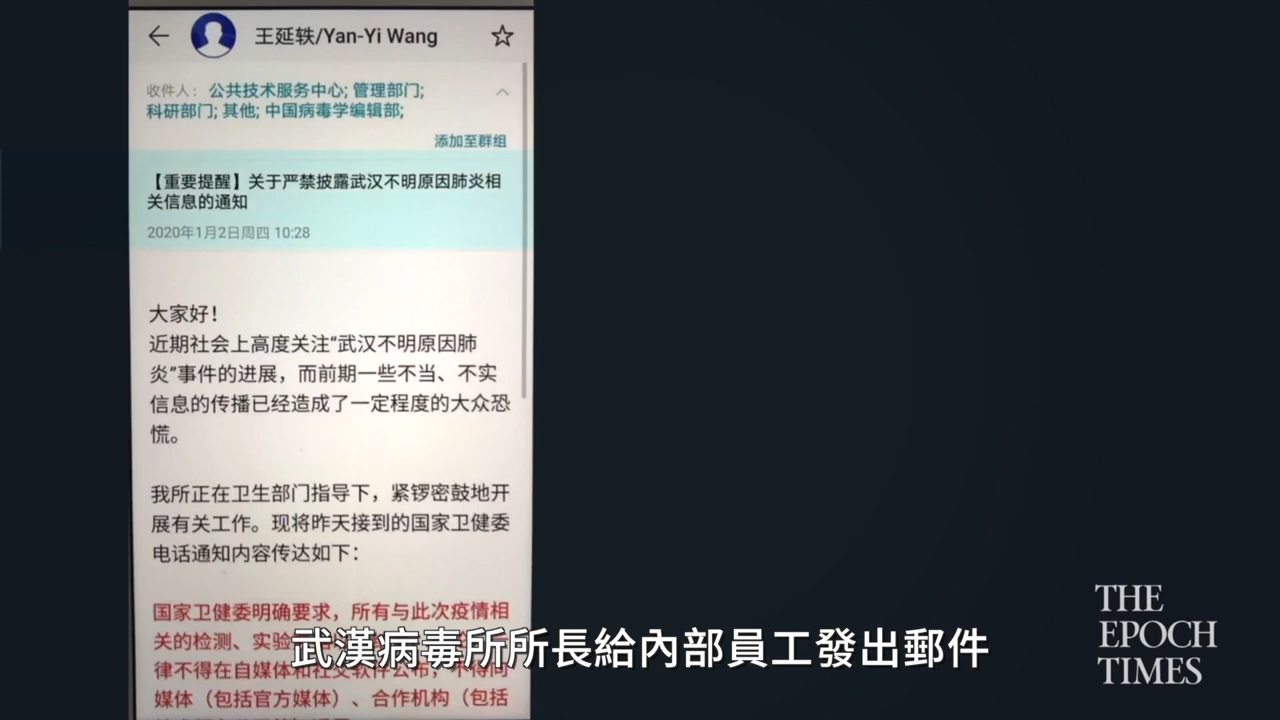 王延轶/Yan-Yi Wang
收件人： 公共技术服务中心; 管理部门;
科研部门; 其他; 中国病毒学编辑部;
添加至群组
【重要提醒】关于严禁披露武汉不明原因肺炎相
关信息的通知
2020年1月2日周四 10:28
大家好！
近期社会上高度关注“武汉不明原因肺
炎”事件的进展，而前期一些不当、不实
信息的传播已经造成了一定程度的大众恐
慌。
我所正在卫生部门指导下，紧锣密鼓地开
展有关工作。现将昨天接到的国家卫健委
电话通知内容传达如下：
国家卫健委明确要求，所有与此次疫情相
关的检测、实验
律不得在自媒体和社交软件公布，不得向
媒体（包括官方媒体）、合作机构（包括
武漢病毒所所長給內部員工發出郵件
THE
EPOCH
TIMES